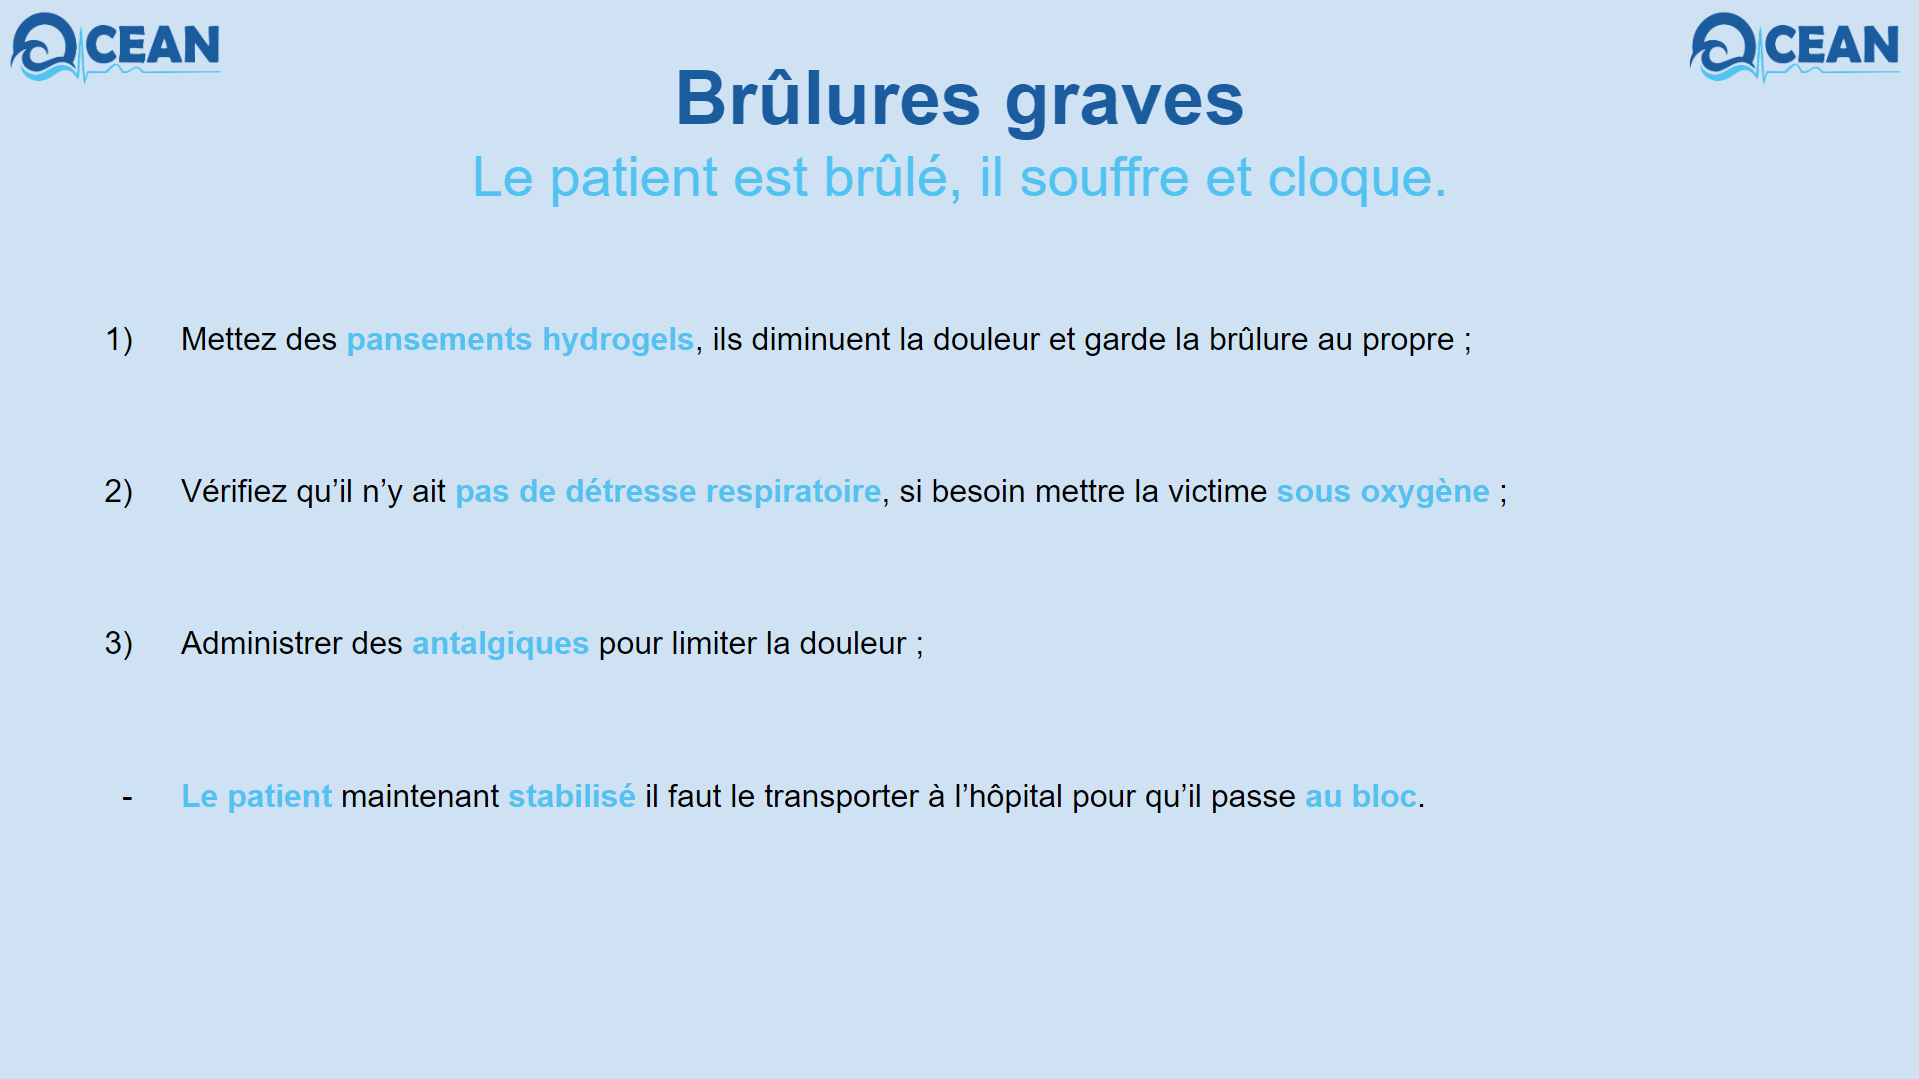 OCEAN
OCEAN
Brûlures graves
Le patient est brûlé, il souffre et cloque.
1) Mettez des pansements hydrogels, ils diminuent la douleur et garde la brûlure au propre ;
2) Vérifiez qu’il n’y ait pas de détresse respiratoire, si besoin mettre la victime sous oxygène ;
3) Administrer des antalgiques pour limiter la douleur ;
- Le patient maintenant stabilisé il faut le transporter à l’hôpital pour qu’il passe au bloc.